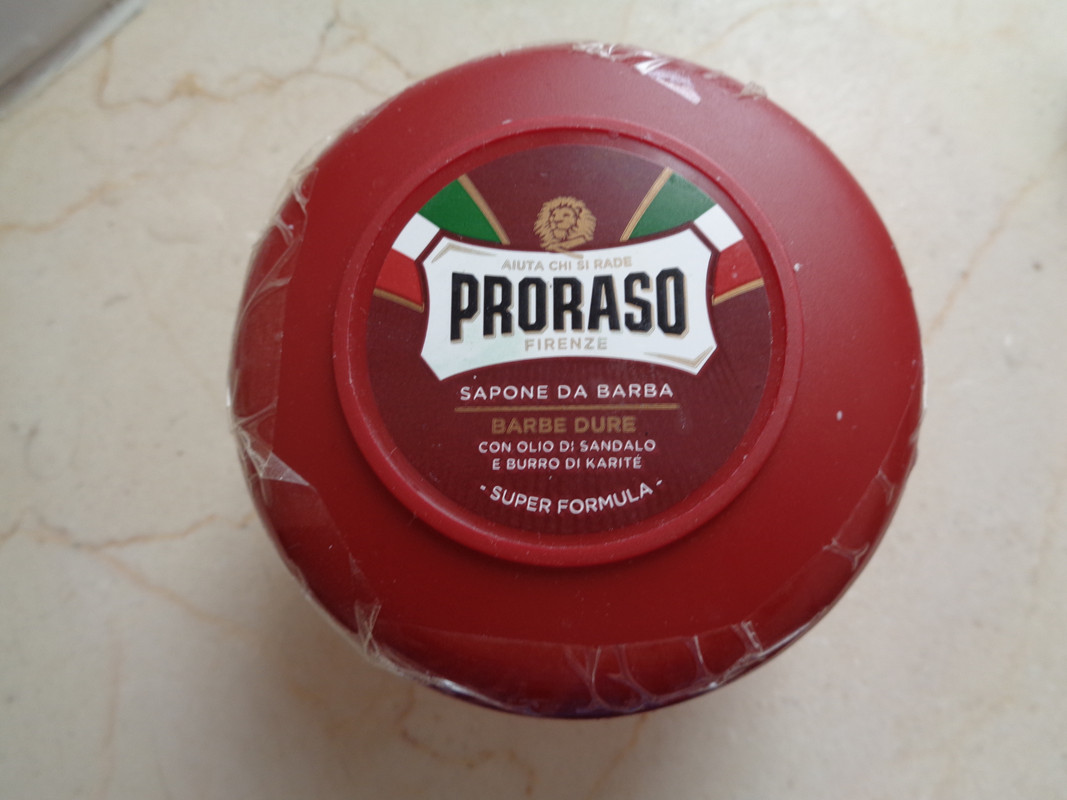 AIUTA CHI SI RADE
PRORASO
FIRENZE
SAPONE DA BARBA
BARBE DURE
CON OLIO DI SANDALO
E BURRO DI KARITÉ
- SUPER FORMULA -